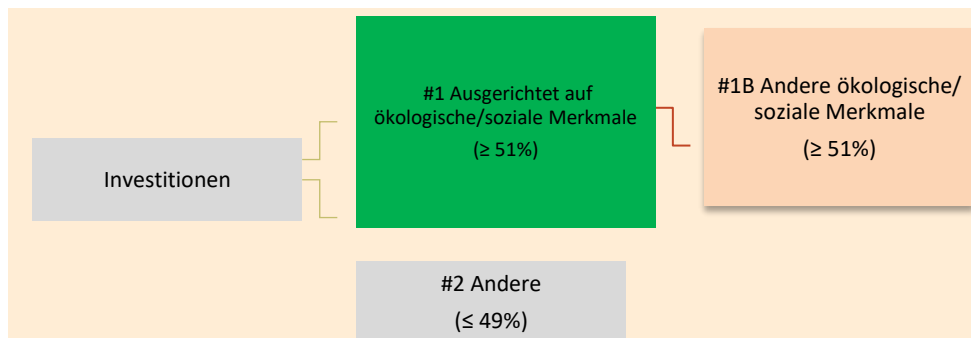 Investitionen
#1 Ausgerichtet auf
ökologische/soziale Merkmale
(≥ 51%)
#1B Andere ökologische/
soziale Merkmale
(≥ 51%)
#2 Andere
(≤ 49%)